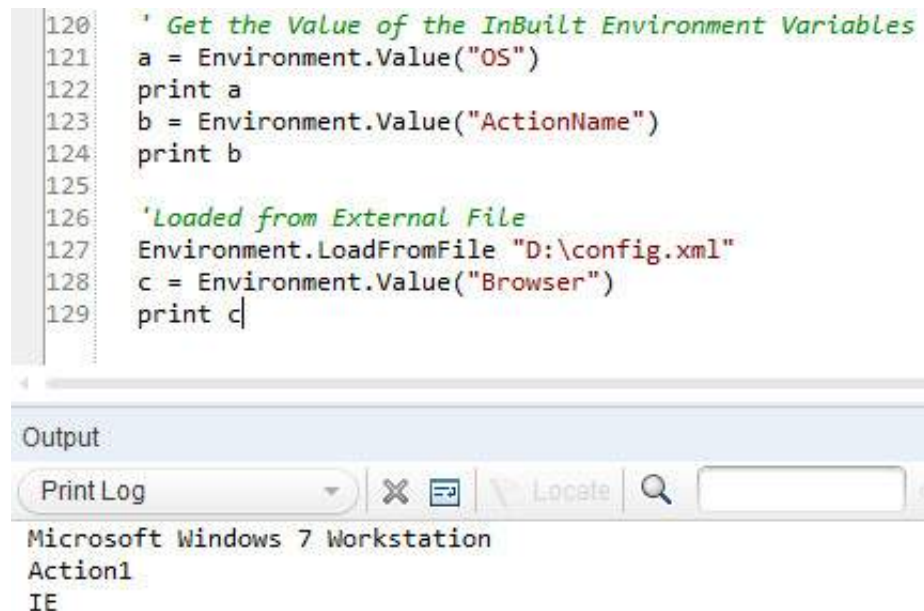 120 ' Get the Value of the InBuilt Environment Variables
121 a = Environment.Value("OS")
122 print a
123 b = Environment.Value("ActionName")
124 print b
125
126 'Loaded from External File
127 Environment.LoadFromFile "D:\config.xml"
128 c = Environment.Value("Browser")
129 print c
Output
Print Log Locate
Microsoft Windows 7 Workstation
Action1
IE